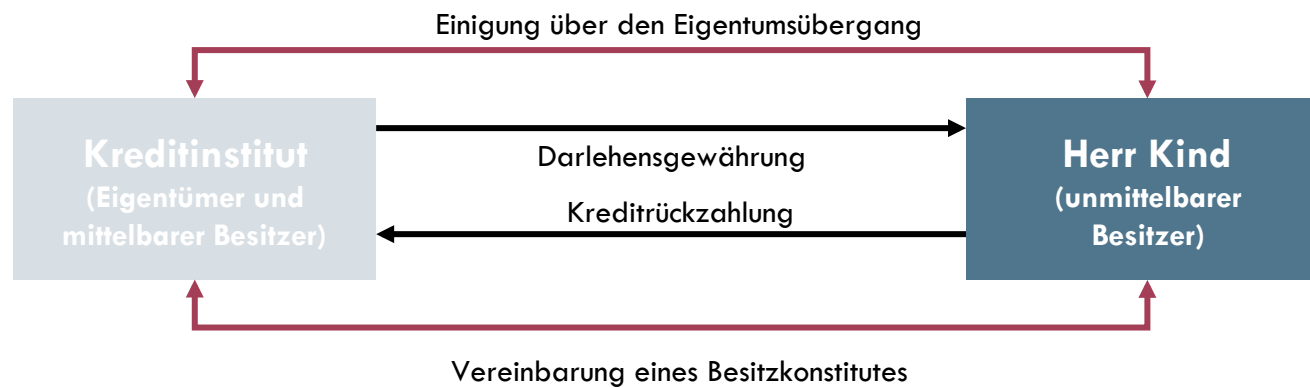 Einigung über den Eigentumsübergang
Kreditinstitut
(Eigentümer und
mittelbarer Besitzer)
Darlehensgewährung
Kreditrückzahlung
Herr Kind
(unmittelbarer
Besitzer)
Vereinbarung eines Besitzkonstitutes